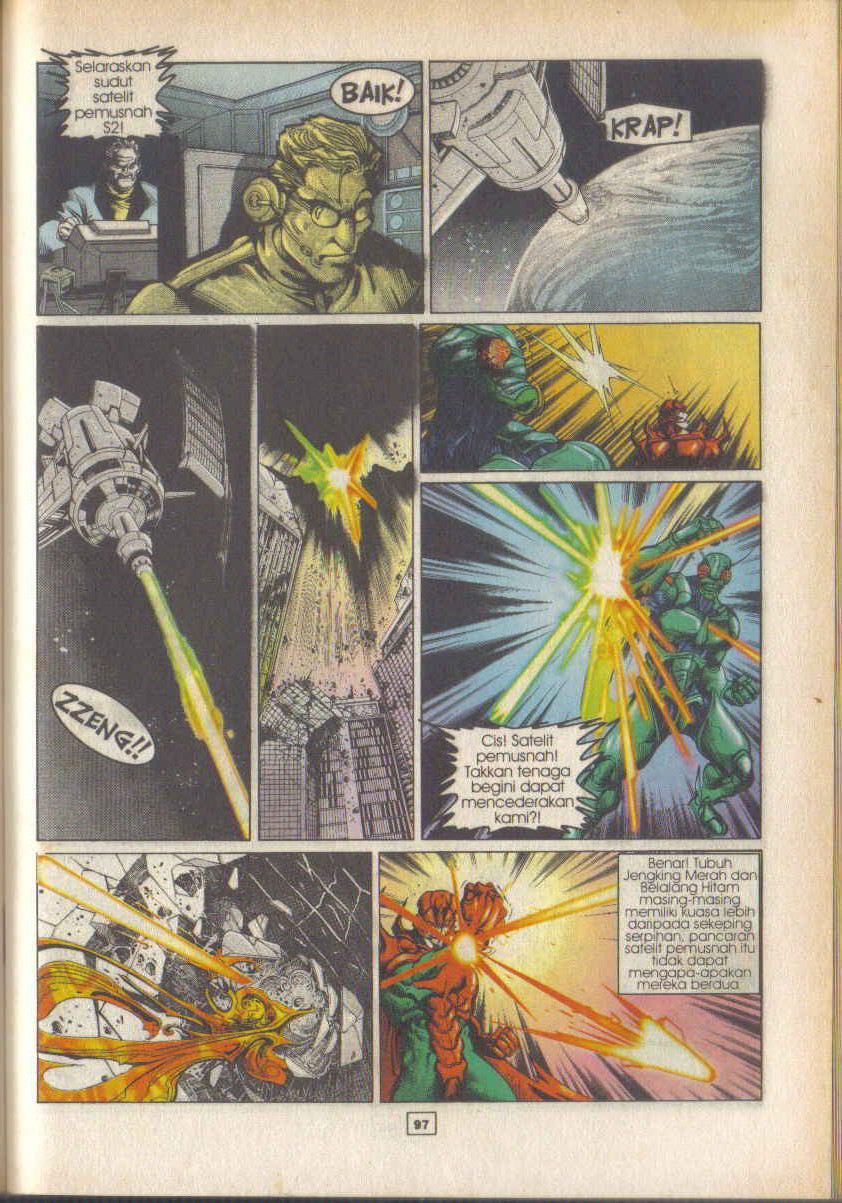 Selaraskan
sudut
satelit
pemusnah
S2!
BAIK!
KRAP!
ZZENG!!
Cis! Satelit
pemusnah!
Takkan tenaga
begini dapat
mencederakan
kami?!
Benar! Tubuh
Jengking Merah dan
Belalang Hitam
masing-masing
memiliki kuasa lebih
daripada sekeping
serpihan, pancaran
satelit pemusnah itu
tidak dapat
mengapa-apakan
mereka berdua
97